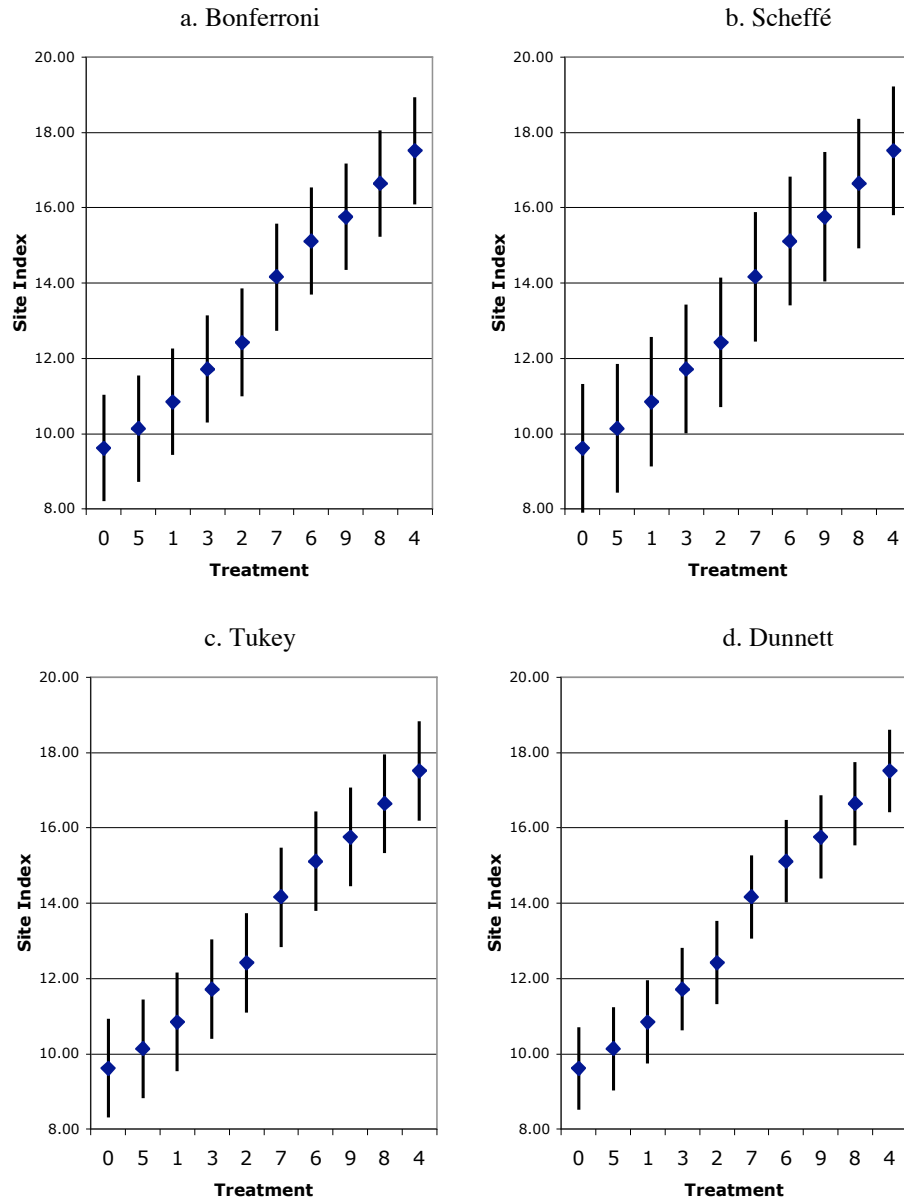 a. Bonferroni
20.00
18.00
16.00
14.00
12.00
10.00
8.00
Site Index
0 5 1 3 2 7 6 9 8 4
Treatment
b. Scheffé
20.00
18.00
16.00
14.00
12.00
10.00
8.00
Site Index
0 5 1 3 2 7 6 9 8 4
Treatment
c. Tukey
20.00
18.00
16.00
14.00
12.00
10.00
8.00
Site Index
0 5 1 3 2 7 6 9 8 4
Treatment
d. Dunnett
20.00
18.00
16.00
14.00
12.00
10.00
8.00
Site Index
0 5 1 3 2 7 6 9 8 4
Treatment